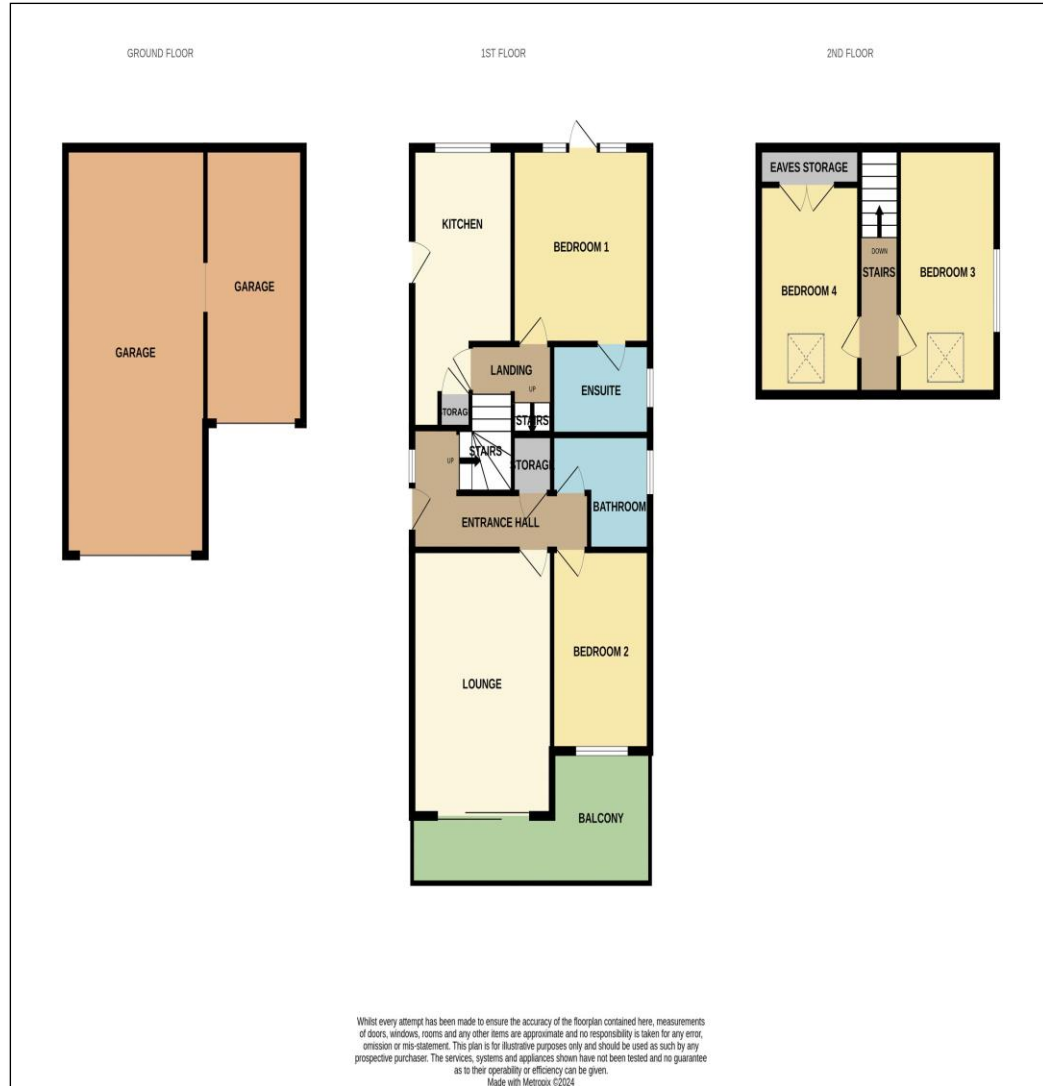 GROUND FLOOR
1ST FLOOR
2ND FLOOR
GARAGE
GARAGE
KITCHEN
BEDROOM 1
LANDING
UP
STAIRS
ENSUITE
STORAGE
UP
STAIRS
STORAGE
BATHROOM
ENTRANCE HALL
LOUNGE
BEDROOM 2
BALCONY
EAVES STORAGE
DOWN
STAIRS
BEDROOM 3
BEDROOM 4
Whilst every attempt has been made to ensure the accuracy of the floorplan contained here, measurements
of doors, windows, rooms and any other items are approximate and no responsibility is taken for any error,
omission or mis-statement. This plan is for illustrative purposes only and should be used as such by any
prospective purchaser. The services, systems and appliances shown have not been tested and no guarantee
as to their operability or efficiency can be given.
Made with Metropix ©2024